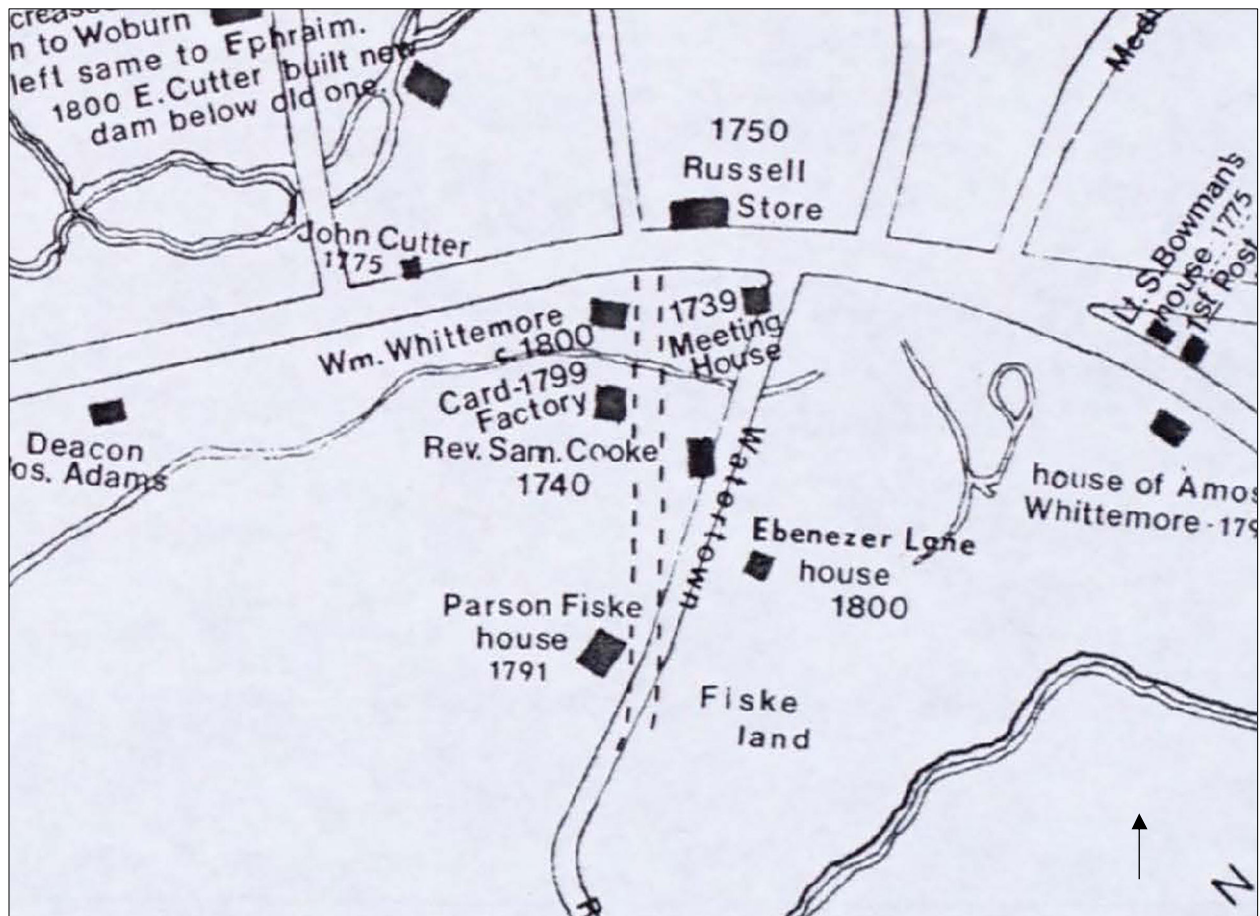 n to Woburn
left same to Ephraim.
1800 E. Cutter built new
dam below old one.
1750
Russell
Store
John Cutter
1775
Lt. S. Bowman's
house 1775
1st Post
Wm. Whittemore
c. 1800
1739
Meeting
House
Card-1799
Factory
Rev. Sam. Cooke
1740
Watertown
Deacon
os. Adams
house of Amos
Whittemore - 179
Ebenezer Lane
house
1800
Parson Fiske
house
1791
Fiske
land
R
N